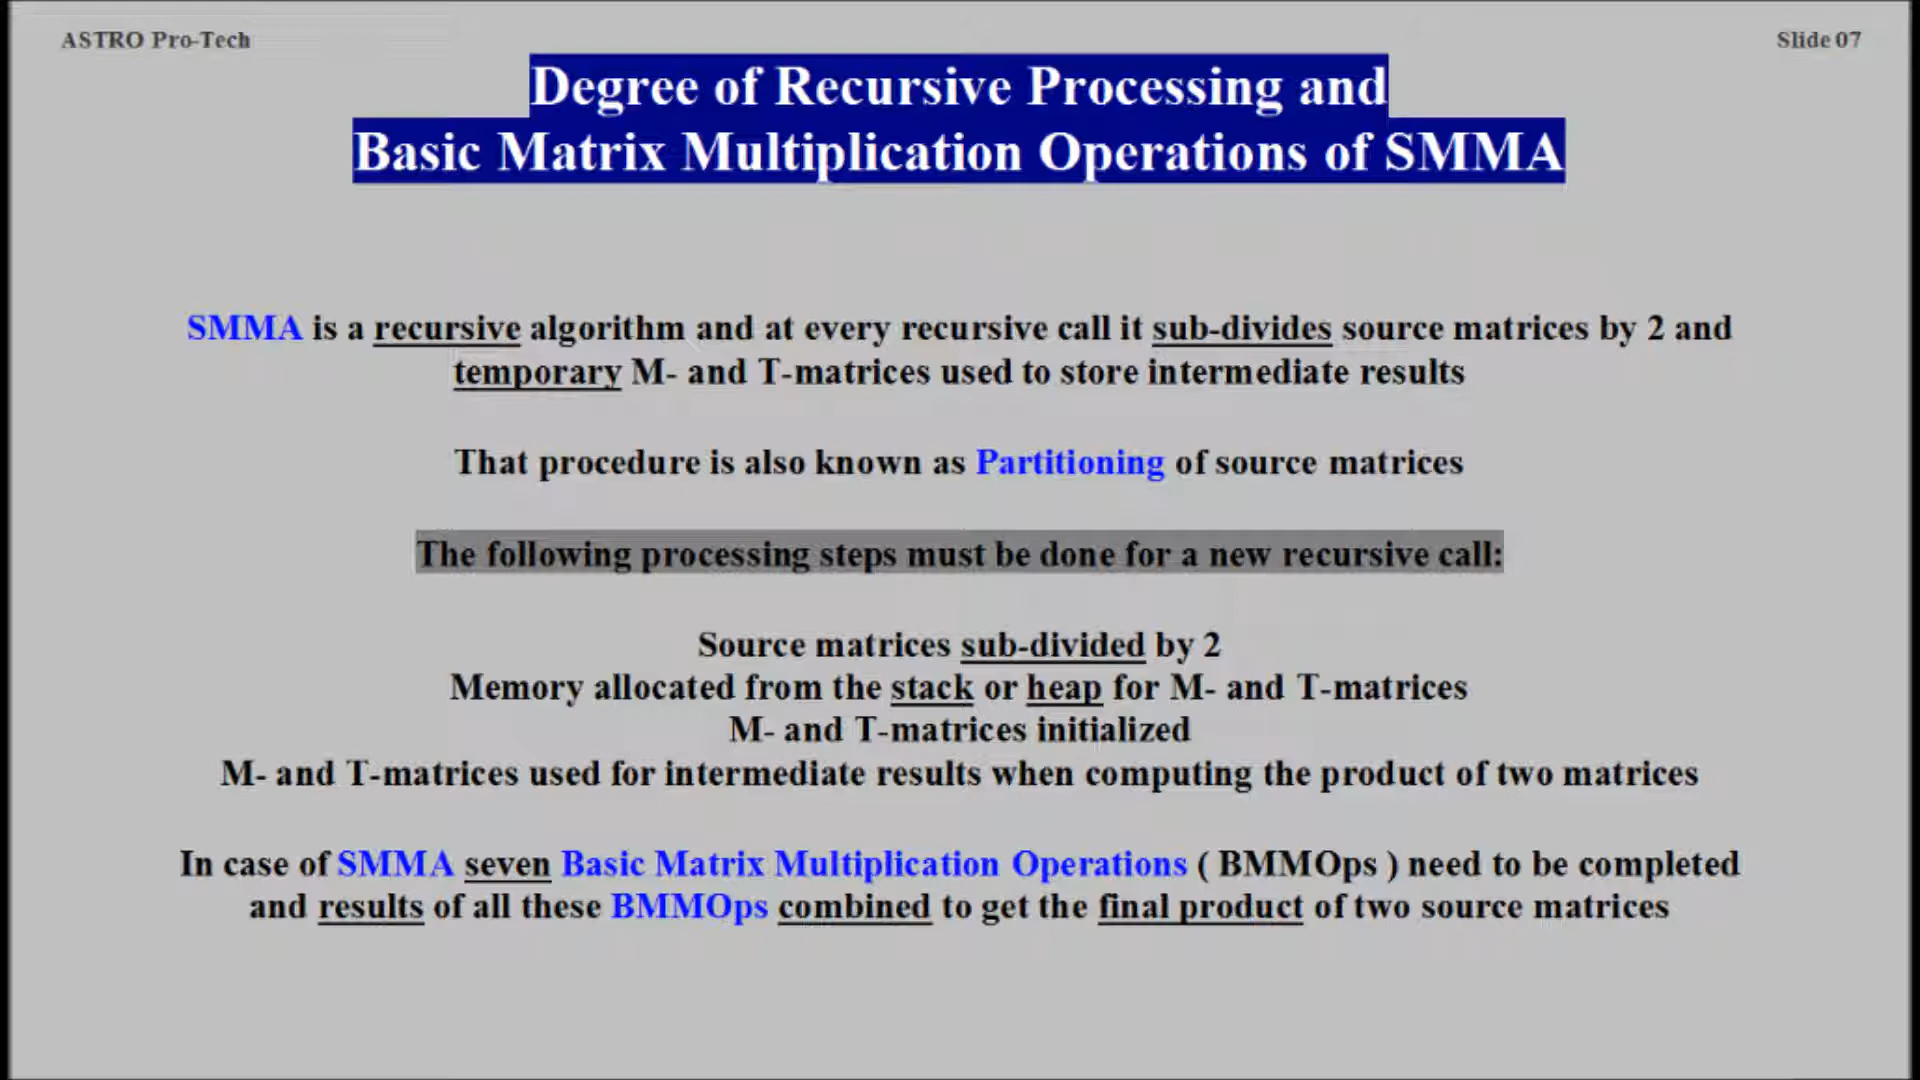 ASTRO Pro-Tech
Slide 07
Degree of Recursive Processing and
Basic Matrix Multiplication Operations of SMMA
SMMA is a recursive algorithm and at every recursive call it sub-divides source matrices by 2 and
temporary M- and T-matrices used to store intermediate results
That procedure is also known as Partitioning of source matrices
The following processing steps must be done for a new recursive call:
Source matrices sub-divided by 2
Memory allocated from the stack or heap for M- and T-matrices
M- and T-matrices initialized
M- and T-matrices used for intermediate results when computing the product of two matrices
In case of SMMA seven Basic Matrix Multiplication Operations ( BMMOps ) need to be completed
and results of all these BMMOps combined to get the final product of two source matrices